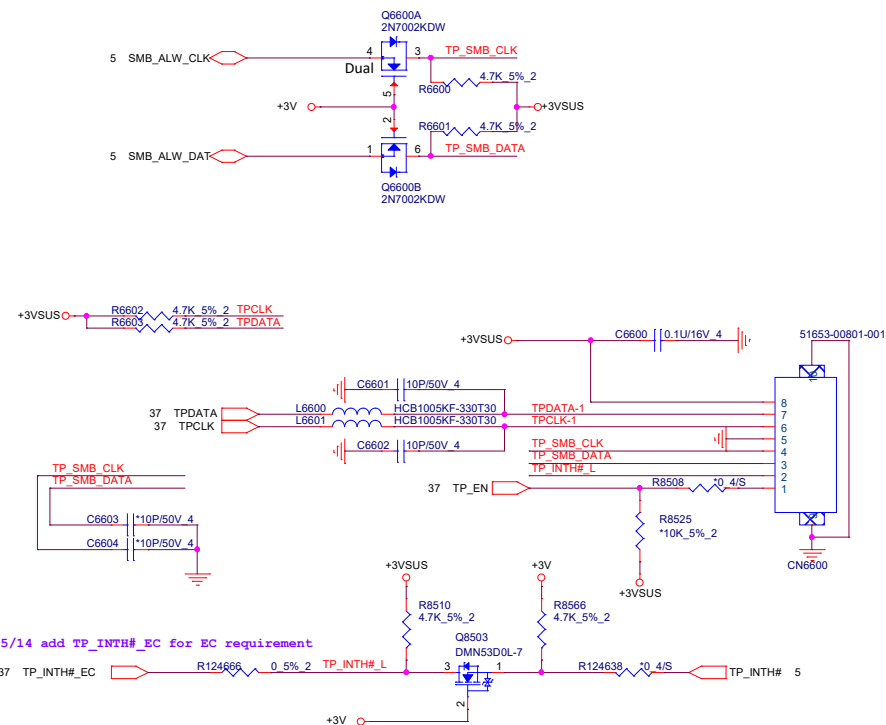 Q6600A
2N7002KDW
5 SMB_ALW_CLK
4
3
TP_SMB_CLK
Dual
R6600
4.7K_5%_2
5
+3V
+3VSUS
2
R6601
4.7K_5%_2
5 SMB_ALW_DAT
1
6
TP_SMB_DATA
Q6600B
2N7002KDW
+3VSUS
R6602 4.7K_5%_2 TPCLK
R6603 4.7K_5%_2 TPDATA
+3VSUS
C6600
0.1U/16V_4
51653-00801-001
C6601
10P/50V_4
37 TPDATA
L6600
HCB1005KF-330T30
TPDATA-1
37 TPCLK
L6601
HCB1005KF-330T30
TPCLK-1
C6602
10P/50V_4
8
7
6
5
4
3
2
1
TP_SMB_CLK
TP_SMB_DATA
TP_INTH#_L
37 TP_EN
R8508
*0_4/S
R8525
*10K_5%_2
+3VSUS
CN6600
TP_SMB_CLK
TP_SMB_DATA
C6603
*10P/50V_4
C6604
*10P/50V_4
+3VSUS
+3V
R8510
4.7K_5%_2
R8566
4.7K_5%_2
5/14 add TP_INTH#_EC for EC requirement
Q8503
DMN53D0L-7
37 TP_INTH#_EC
R124666
0_5%_2
TP_INTH#_L
3
1
R124638
*0_4/S
TP_INTH# 5
2
+3V